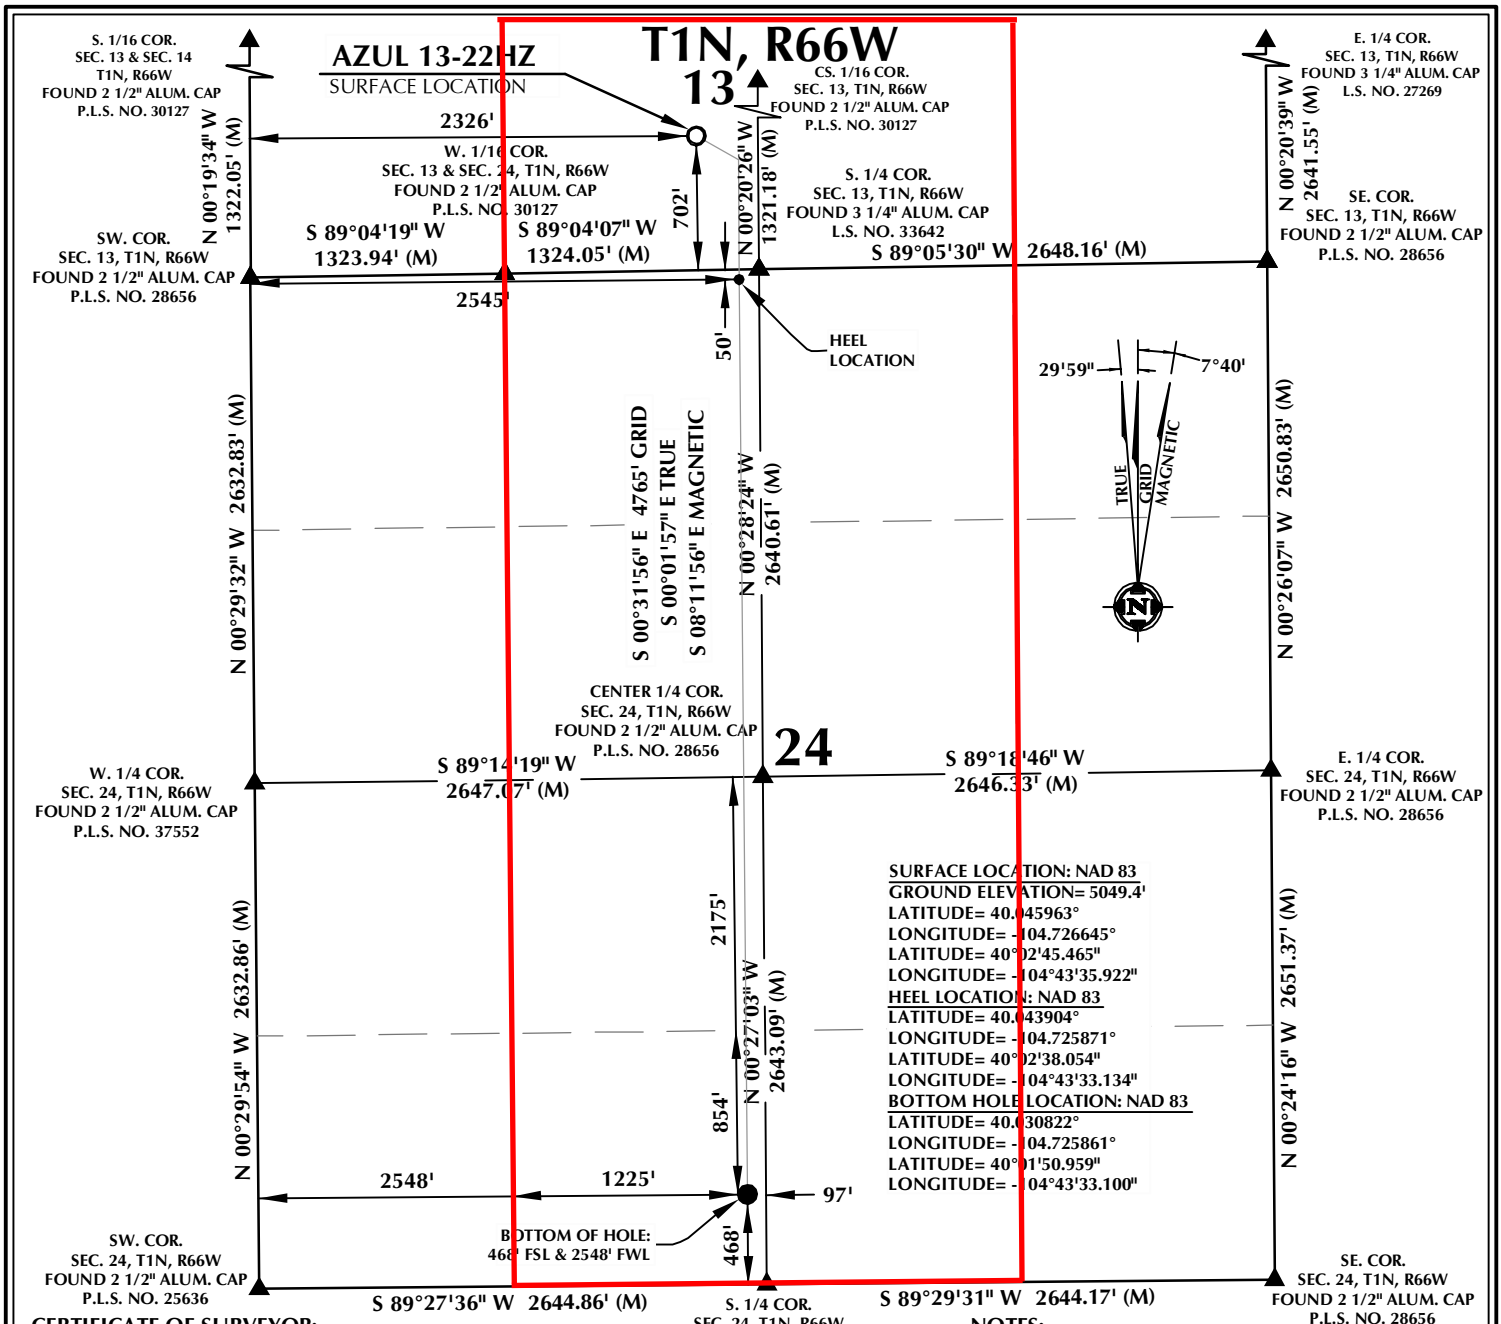 T1N, R66W
13
AZUL 13-22HZ
SURFACE LOCATION
S. 1/16 COR.
SEC. 13 & SEC. 14
T1N, R66W
FOUND 2 1/2" ALUM. CAP
P.L.S. NO. 30127
CS. 1/16 COR.
SEC. 13, T1N, R66W
FOUND 2 1/2" ALUM. CAP
P.L.S. NO. 30127
E. 1/4 COR.
SEC. 13, T1N, R66W
FOUND 3 1/4" ALUM. CAP
L.S. NO. 27269
N 00°19'34" W
1322.05' (M)
2326'
W. 1/16 COR.
SEC. 13 & SEC. 24, T1N, R66W
FOUND 2 1/2" ALUM. CAP
P.L.S. NO. 30127
702'
N 00°20'26" W
1321.18' (M)
S. 1/4 COR.
SEC. 13, T1N, R66W
FOUND 3 1/4" ALUM. CAP
L.S. NO. 33642
N 00°20'39" W
2641.55' (M)
SE. COR.
SEC. 13, T1N, R66W
FOUND 2 1/2" ALUM. CAP
P.L.S. NO. 28656
SW. COR.
SEC. 13, T1N, R66W
FOUND 2 1/2" ALUM. CAP
P.L.S. NO. 28656
S 89°04'19" W
1323.94' (M)
S 89°04'07" W
1324.05' (M)
S 89°05'30" W 2648.16' (M)
2545'
50'
HEEL
LOCATION
29'59"
7°40'
TRUE
GRID
MAGNETIC
N
N 00°29'32" W 2632.83' (M)
S 00°31'56" E 4765' GRID
S 00°01'57" E TRUE
S 08°11'56" E MAGNETIC
N 00°28'24" W
2640.61' (M)
N 00°26'07" W 2650.83' (M)
CENTER 1/4 COR.
SEC. 24, T1N, R66W
FOUND 2 1/2" ALUM. CAP
P.L.S. NO. 28656
24
W. 1/4 COR.
SEC. 24, T1N, R66W
FOUND 2 1/2" ALUM. CAP
P.L.S. NO. 37552
S 89°14'19" W
2647.07' (M)
S 89°18'46" W
2646.33' (M)
E. 1/4 COR.
SEC. 24, T1N, R66W
FOUND 2 1/2" ALUM. CAP
P.L.S. NO. 28656
N 00°29'54" W 2632.86' (M)
2175'
854'
N 00°27'03" W
2643.09' (M)
SURFACE LOCATION: NAD 83
GROUND ELEVATION= 5049.4'
LATITUDE= 40.045963°
LONGITUDE= -104.726645°
LATITUDE= 40°02'45.465"
LONGITUDE= -104°43'35.922"
HEEL LOCATION: NAD 83
LATITUDE= 40.043904°
LONGITUDE= -104.725871°
LATITUDE= 40°02'38.054"
LONGITUDE= -104°43'33.134"
BOTTOM HOLE LOCATION: NAD 83
LATITUDE= 40.030822°
LONGITUDE= -104.725861°
LATITUDE= 40°01'50.959"
LONGITUDE= -104°43'33.100"
N 00°24'16" W 2651.37' (M)
2548'
1225'
97'
BOTTOM OF HOLE:
468' FSL & 2548' FWL
468'
SW. COR.
SEC. 24, T1N, R66W
FOUND 2 1/2" ALUM. CAP
P.L.S. NO. 25636
S 89°27'36" W 2644.86' (M)
S. 1/4 COR.
SEC. 24, T1N, R66W
S 89°29'31" W 2644.17' (M)
SE. COR.
SEC. 24, T1N, R66W
FOUND 2 1/2" ALUM. CAP
P.L.S. NO. 28656
CERTIFICATE OF SURVEYOR:
NOTES: